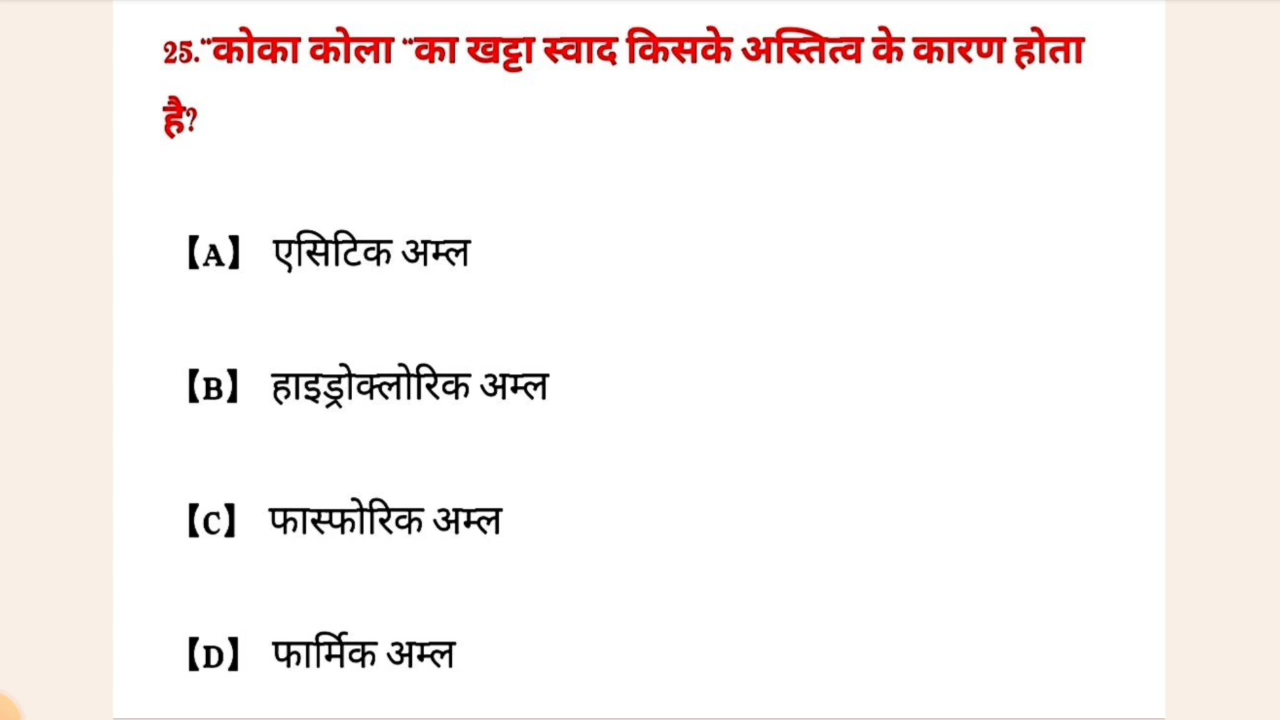 25."कोका कोला "का खट्टा स्वाद किसके अस्तित्व के कारण होता
है?
【A】 एसिटिक अम्ल
【B】 हाइड्रोक्लोरिक अम्ल
【C】 फास्फोरिक अम्ल
【D】 फार्मिक अम्ल